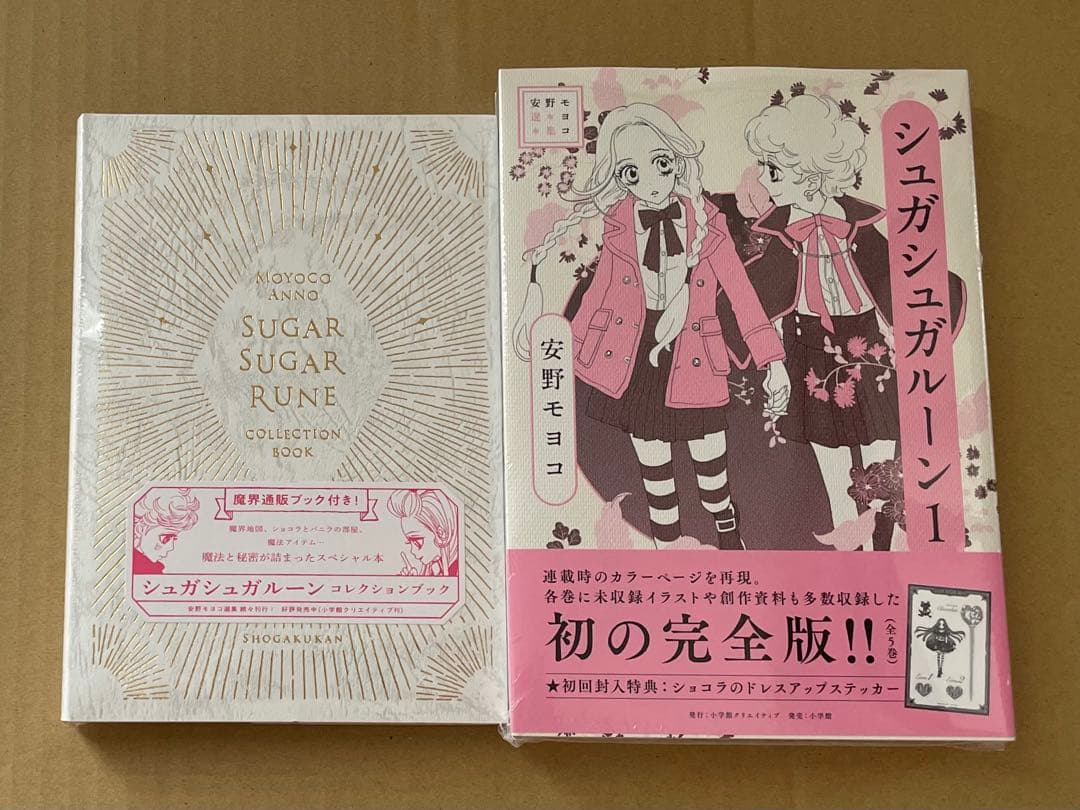 MOYOCO
ANNO
SUGAR
SUGAR
RUNE
COLLECTION
BOOK
魔界通販ブック付き!
魔界地図、ショコラとバニラの部屋、
魔法アイテム…
魔法と秘密が詰まったスペシャル本
シュガシュガルーン コレクションブック
安野モヨコ選集 続々刊行! 好評発売中(小学館クリエイティブ刊)
SHOGAKUKAN
安野モヨコ
選集
シュガシュガルーン 1
安野モヨコ
連載時のカラーページを再現。
各巻に未収録イラストや創作資料も多数収録した
初の完全版!!
(全5巻)
★初回封入特典:ショコラのドレスアップステッカー
発行:小学館クリエイティブ 発売:小学館